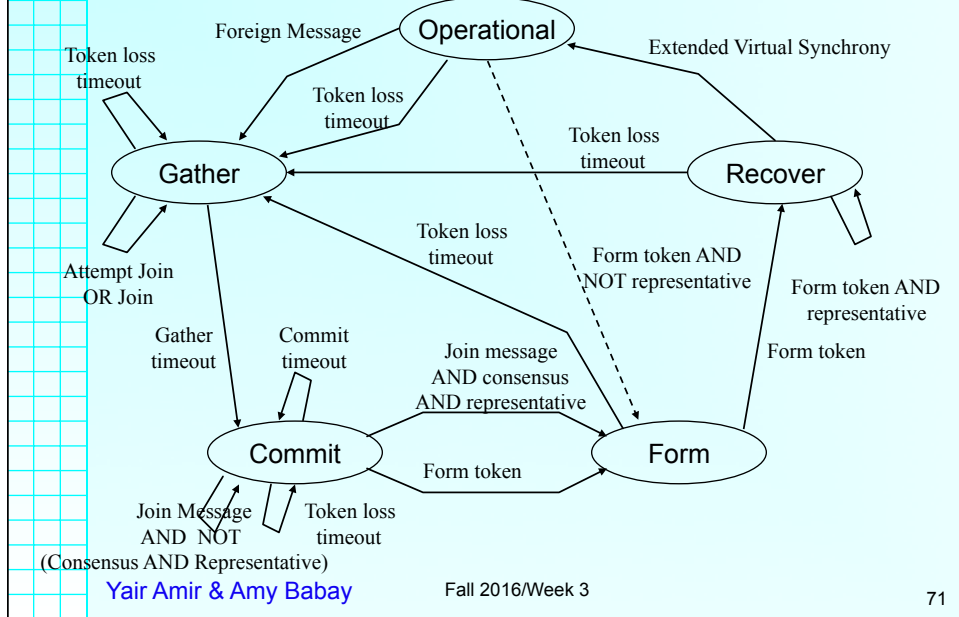 Operational
Foreign Message
Extended Virtual Synchrony
Token loss
timeout
Token loss
timeout
Token loss
timeout
Gather
Recover
Token loss
timeout
Form token AND
NOT representative
Attempt Join
OR Join
Form token AND
representative
Gather
timeout
Commit
timeout
Join message
AND consensus
AND representative
Form token
Commit
Form
Form token
Join Message
AND NOT
(Consensus AND Representative)
Token loss
timeout
Yair Amir & Amy Babay
Fall 2016/Week 3
71